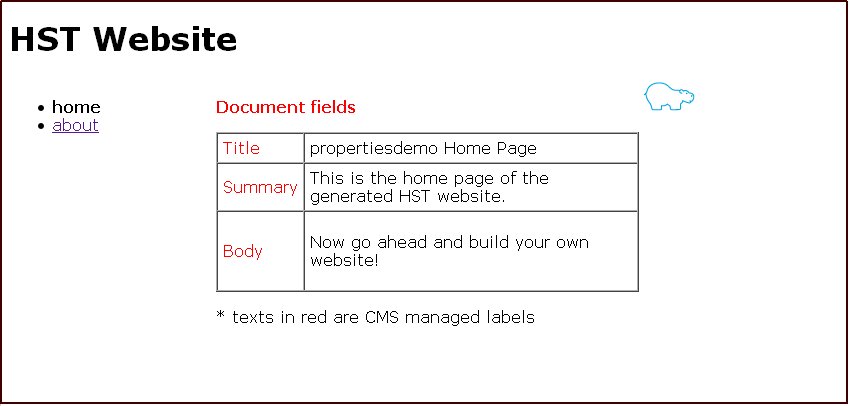 HST Website
home
about
Document fields
Title
propertiesdemo Home Page
Summary
This is the home page of the
generated HST website.
Body
Now go ahead and build your own
website!
* texts in red are CMS managed labels